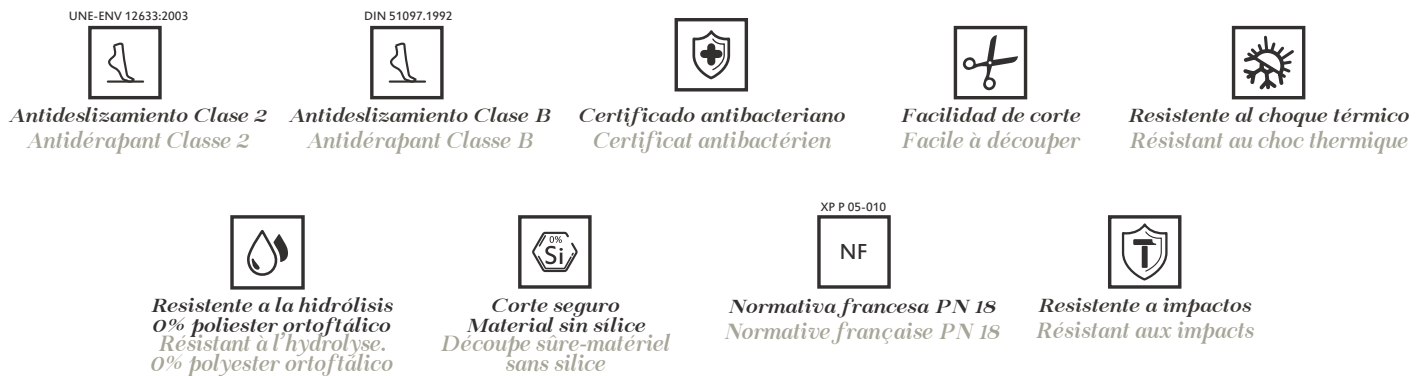 UNE-ENV 12633:2003
Antideslizamiento Clase 2
Antidérapant Classe 2
DIN 51097.1992
Antideslizamiento Clase B
Antidérapant Classe B
Certificado antibacteriano
Certificat antibactérien
Facilidad de corte
Facile à découper
Resistente al choque térmico
Résistant au choc thermique
Resistente a la hidrólisis
0% poliester ortoftálico
Résistant à l'hydrolyse.
0% polyester ortoftálico
0%
Si
Corte seguro
Material sin sílice
Découpe sûre-matériel
sans silice
XP P 05-010
NF
Normativa francesa PN 18
Normative française PN 18
Resistente a impactos
Résistant aux impacts